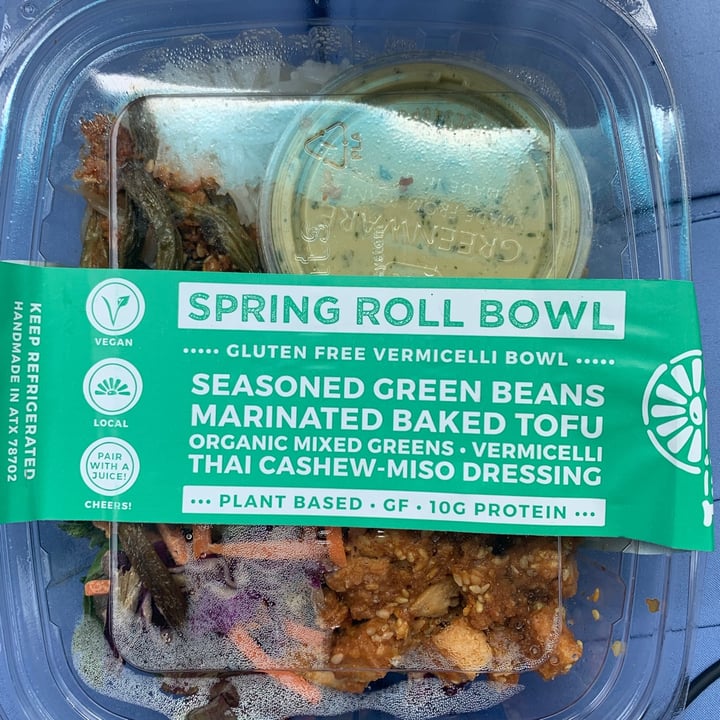 GREENWARE
SPRING ROLL BOWL
····· GLUTEN FREE VERMICELLI BOWL ·····
SEASONED GREEN BEANS
MARINATED BAKED TOFU
ORGANIC MIXED GREENS • VERMICELLI
THAI CASHEW-MISO DRESSING
••• PLANT BASED • GF • 10G PROTEIN •••
VEGAN
LOCAL
PAIR
WITH A
JUICE!
CHEERS!
KEEP REFRIGERATED
HANDMADE IN ATX 78702